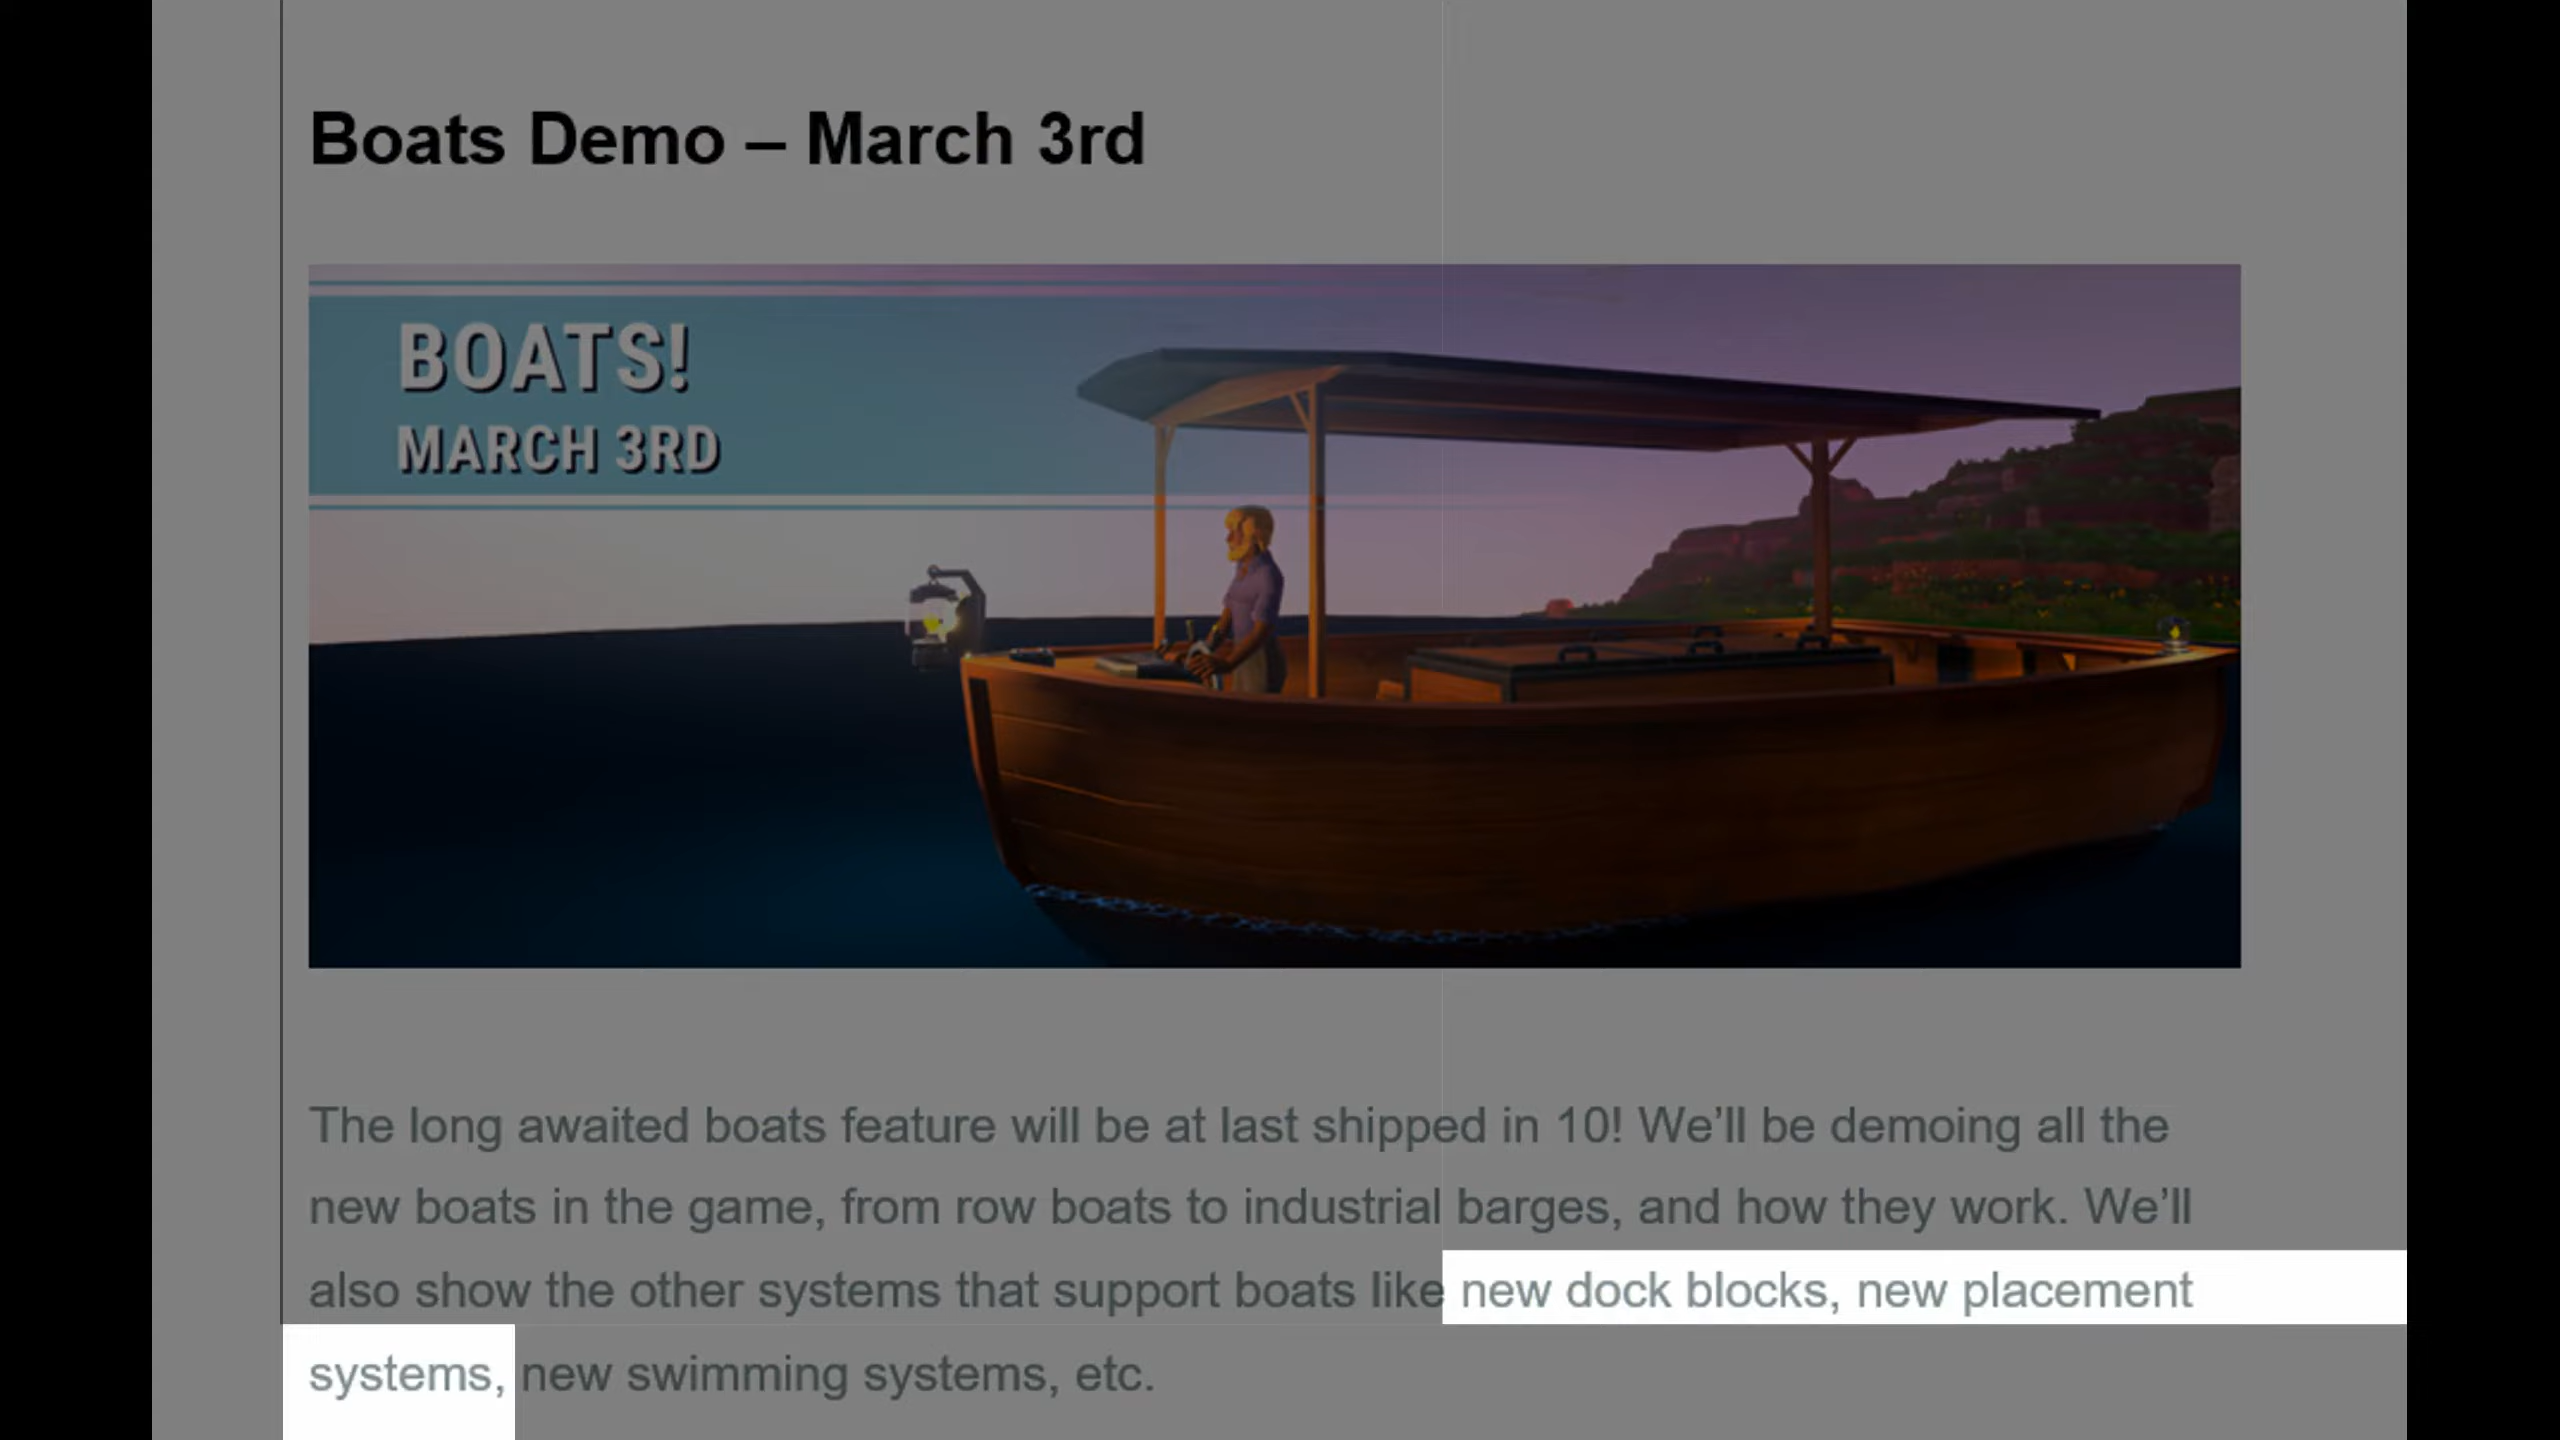 Boats Demo – March 3rd
BOATS!
MARCH 3RD
The long awaited boats feature will be at last shipped in 10! We’ll be demoing all the
new boats in the game, from row boats to industrial barges, and how they work. We’ll
also show the other systems that support boats like new dock blocks, new placement
systems, new swimming systems, etc.